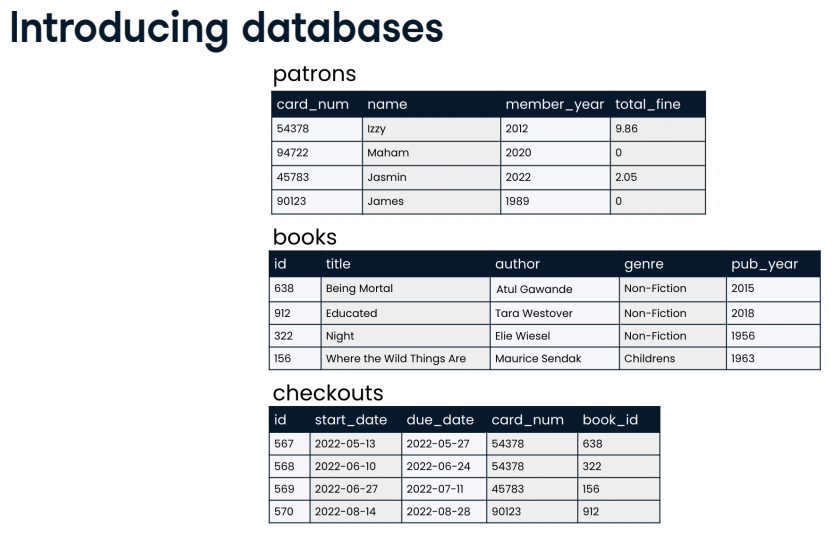 Introducing databases
patrons
card_num name member_year total_fine
54378 Izzy 2012 9.86
94722 Maham 2020 0
45783 Jasmin 2022 2.05
90123 James 1989 0
books
id title author genre pub_year
638 Being Mortal Atul Gawande Non-Fiction 2015
912 Educated Tara Westover Non-Fiction 2018
322 Night Elie Wiesel Non-Fiction 1956
156 Where the Wild Things Are Maurice Sendak Childrens 1963
checkouts
id start_date due_date card_num book_id
567 2022-05-13 2022-05-27 54378 638
568 2022-06-10 2022-06-24 54378 322
569 2022-06-27 2022-07-11 45783 156
570 2022-08-14 2022-08-28 90123 912